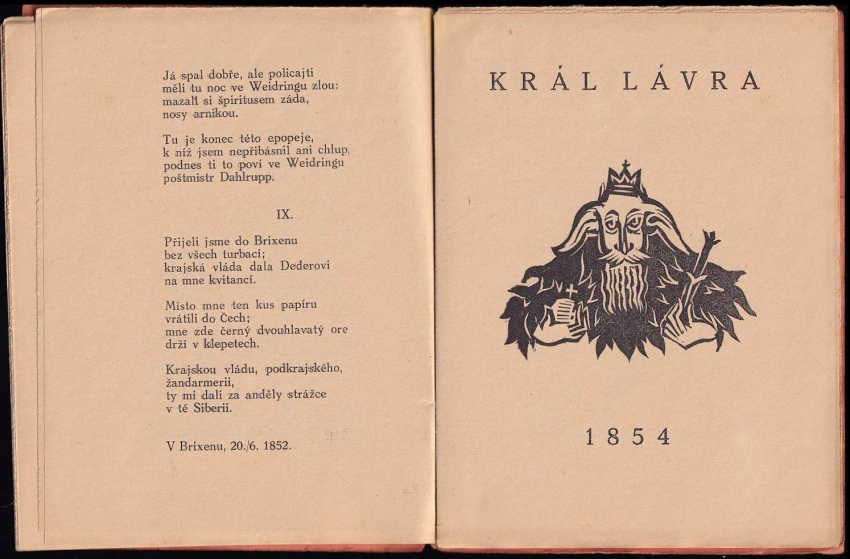 Já spal dobře, ale policajti
měli tu noc ve Weidringu zlou:
mazali si špiritusem záda,
nosy arnikou.
Tu je konec této epopeje,
k níž jsem nepřibásnil ani chlup,
podnes ti to poví ve Weidringu
poštmistr Dahlrupp.
IX.
Přijeli jsme do Brixenu
bez všech turbací;
krajská vláda dala Dederovi
na mne kvitancí.
Místo mne ten kus papíru
vrátili do Čech;
mne zde černý dvouhlavatý ore
drží v klepetech.
Krajskou vládu, podkrajského,
žandarmerii,
ty mi dali za anděly strážce
v té Siberii.
V Brixenu, 20./6. 1852.
KRÁL LÁVRA
1854